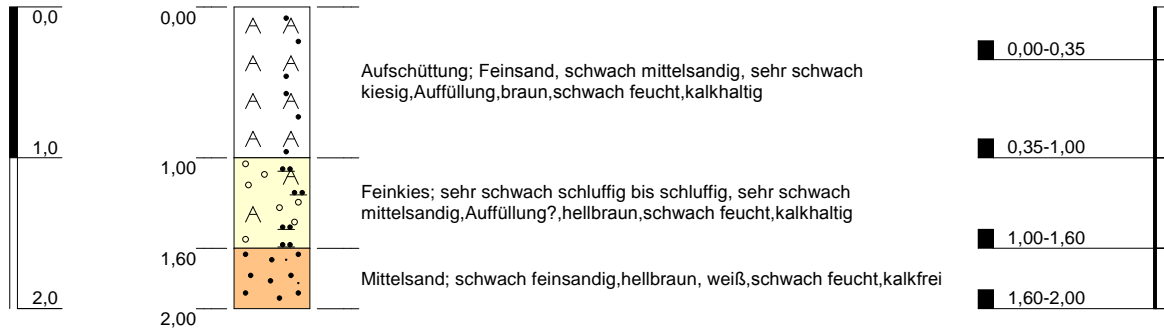 0,0
0,00
A A
A A
A A
A A
Aufschüttung; Feinsand, schwach mittelsandig, sehr schwach
kiesig,Auffüllung,braun,schwach feucht,kalkhaltig
0,00-0,35
0,35-1,00
1,0
1,00
A
A
Feinkies; sehr schwach schluffig bis schluffig, sehr schwach
mittelsandig,Auffüllung?,hellbraun,schwach feucht,kalkhaltig
1,00-1,60
1,60
Mittelsand; schwach feinsandig,hellbraun, weiß,schwach feucht,kalkfrei
1,60-2,00
2,0
2,00